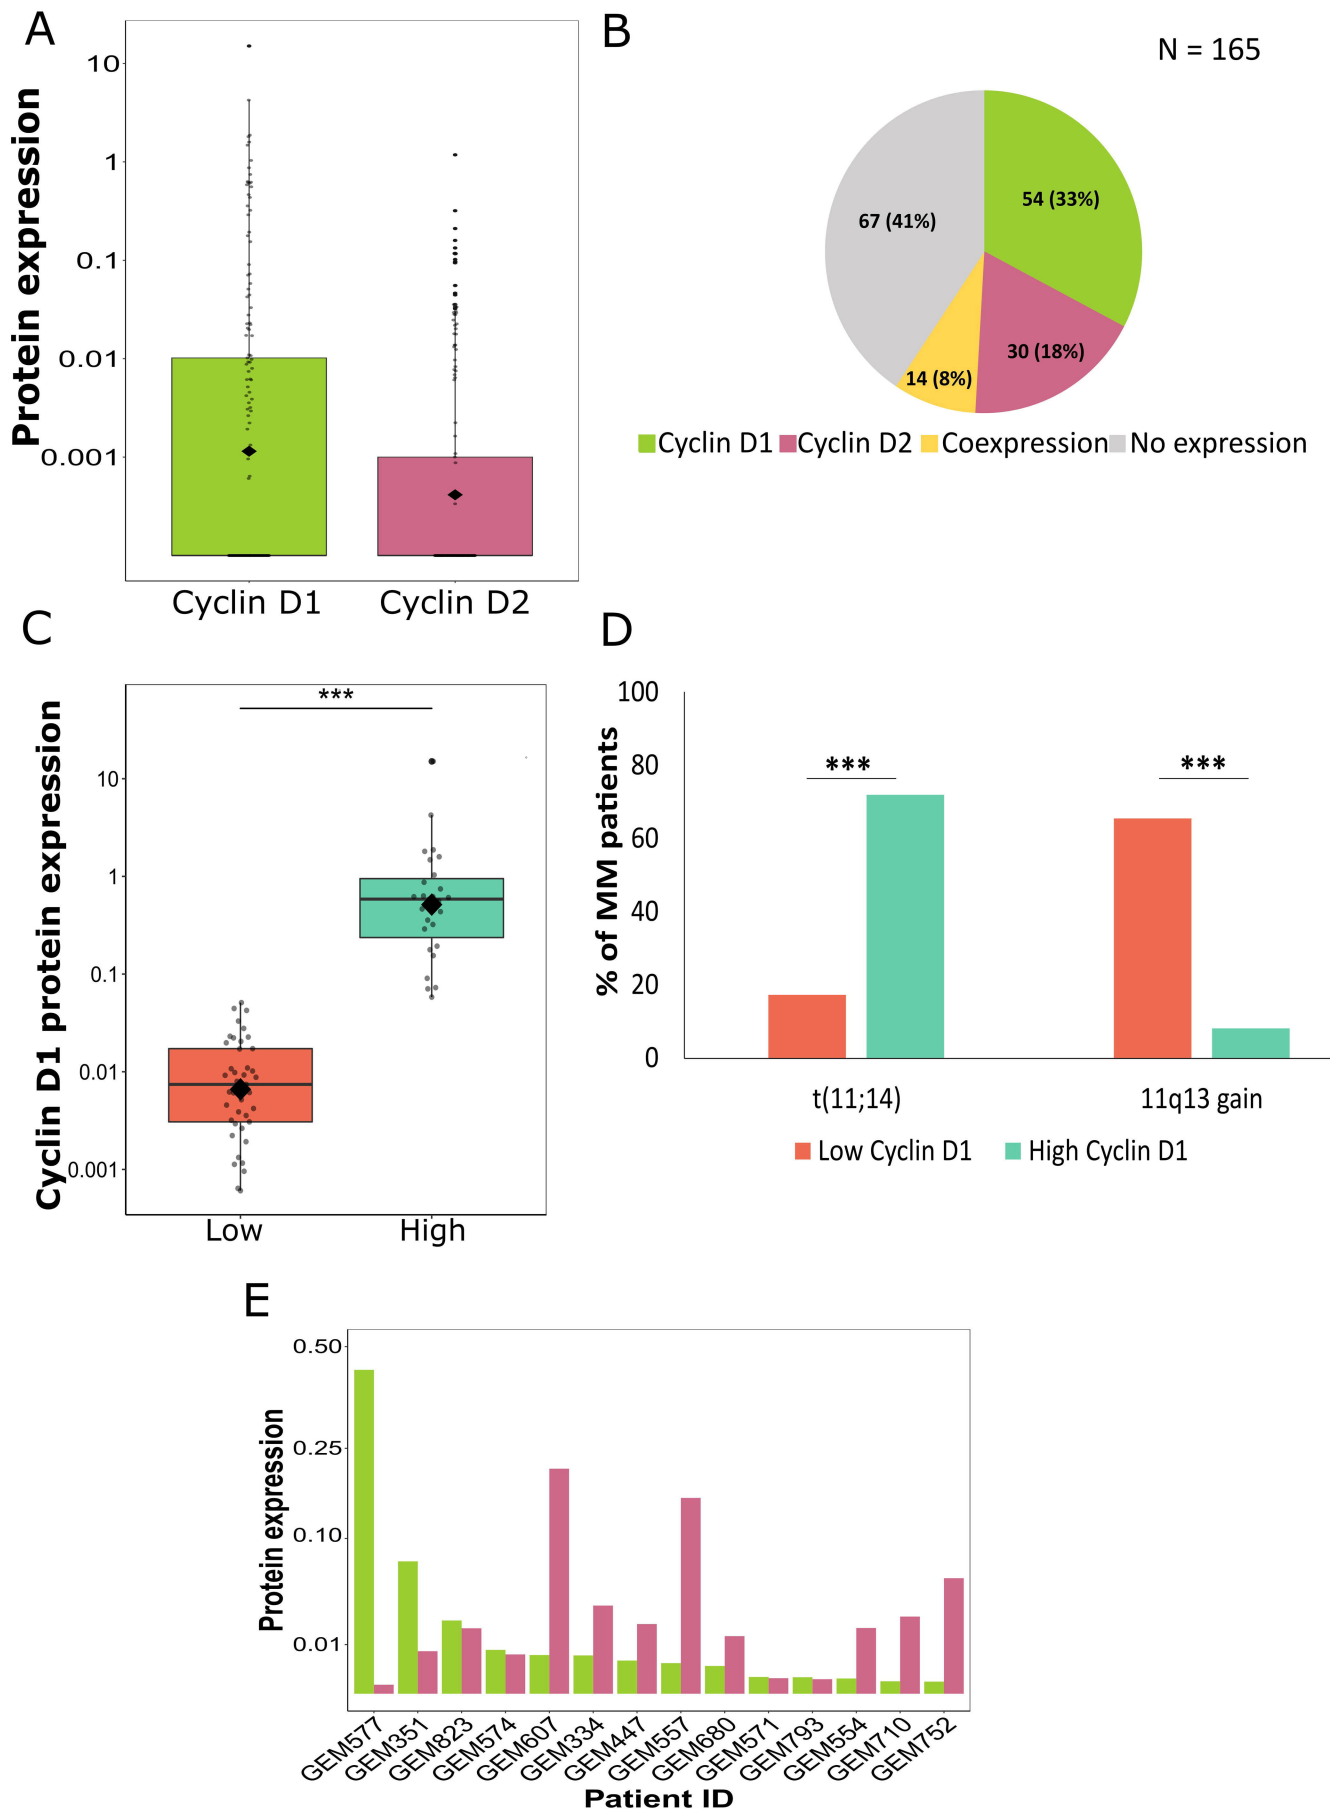 A
Protein expression
10
1
0.1
0.01
0.001
Cyclin D1
Cyclin D2
B
N = 165
54 (33%)
67 (41%)
30 (18%)
14 (8%)
Cyclin D1 Cyclin D2 Coexpression No expression
C
Cyclin D1 protein expression
***
10
1
0.1
0.01
0.001
Low
High
D
% of MM patients
100
80
60
40
20
0
***
***
t(11;14)
11q13 gain
Low Cyclin D1 High Cyclin D1
E
Protein expression
0.50
0.25
0.10
0.01
GEM577
GEM351
GEM823
GEM574
GEM607
GEM334
GEM447
GEM557
GEM680
GEM571
GEM793
GEM554
GEM710
GEM752
Patient ID